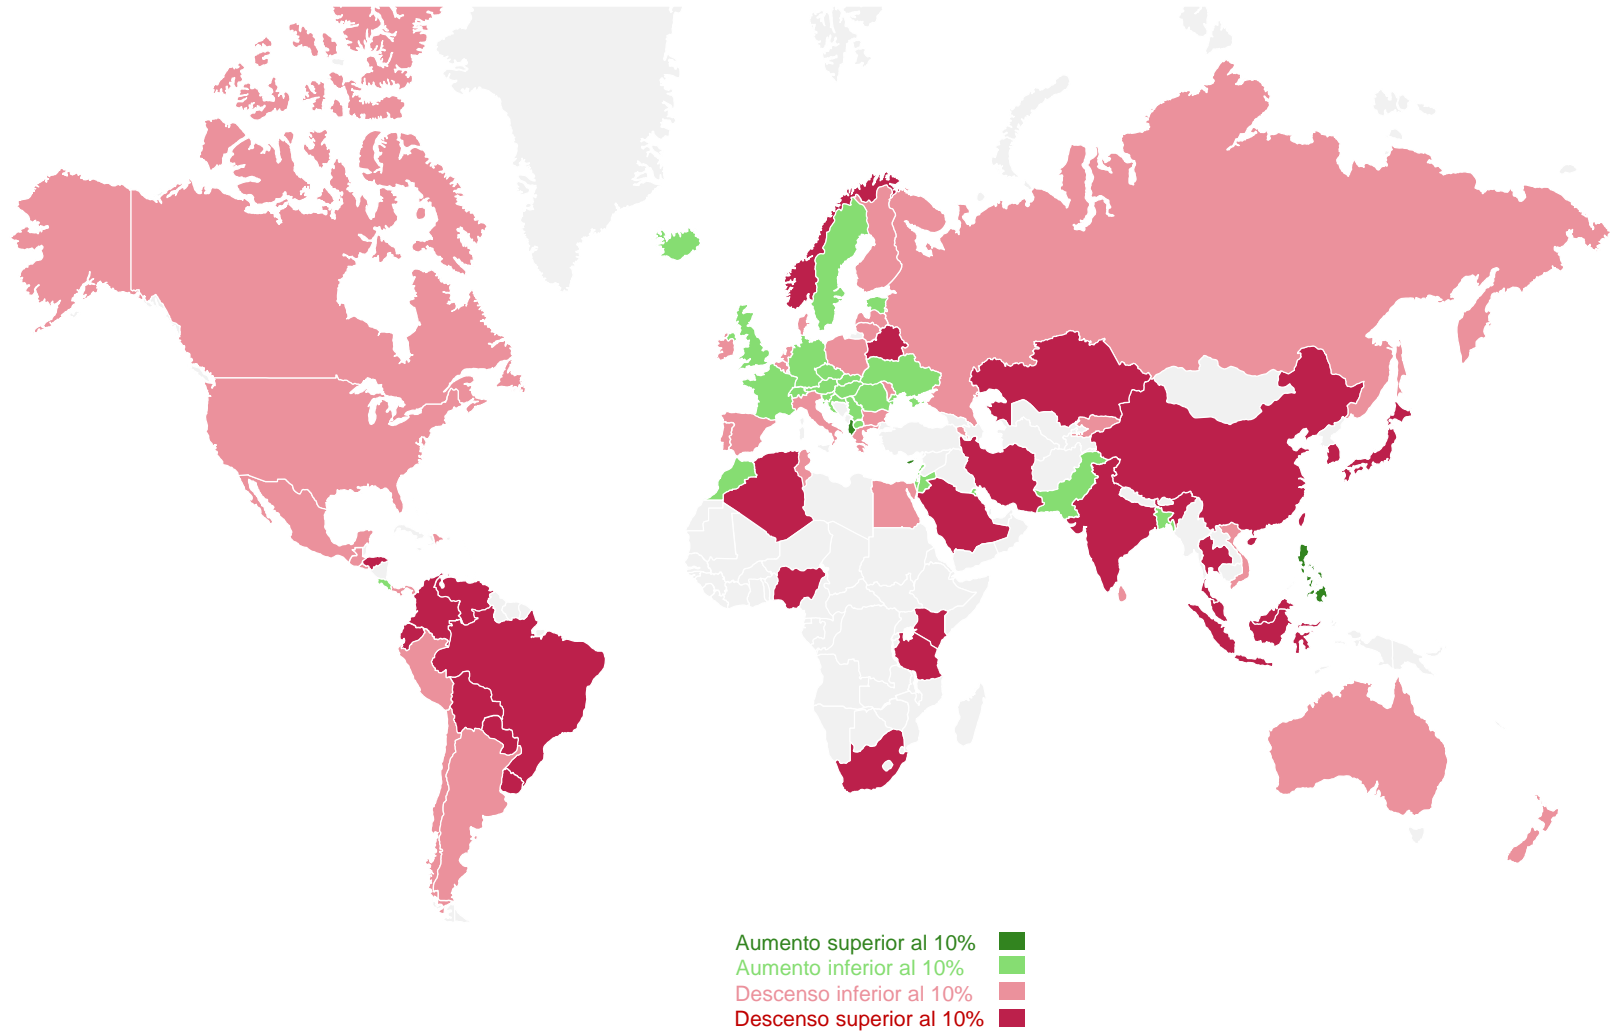 Aumento superior al 10%
Aumento inferior al 10%
Descenso inferior al 10%
Descenso superior al 10%